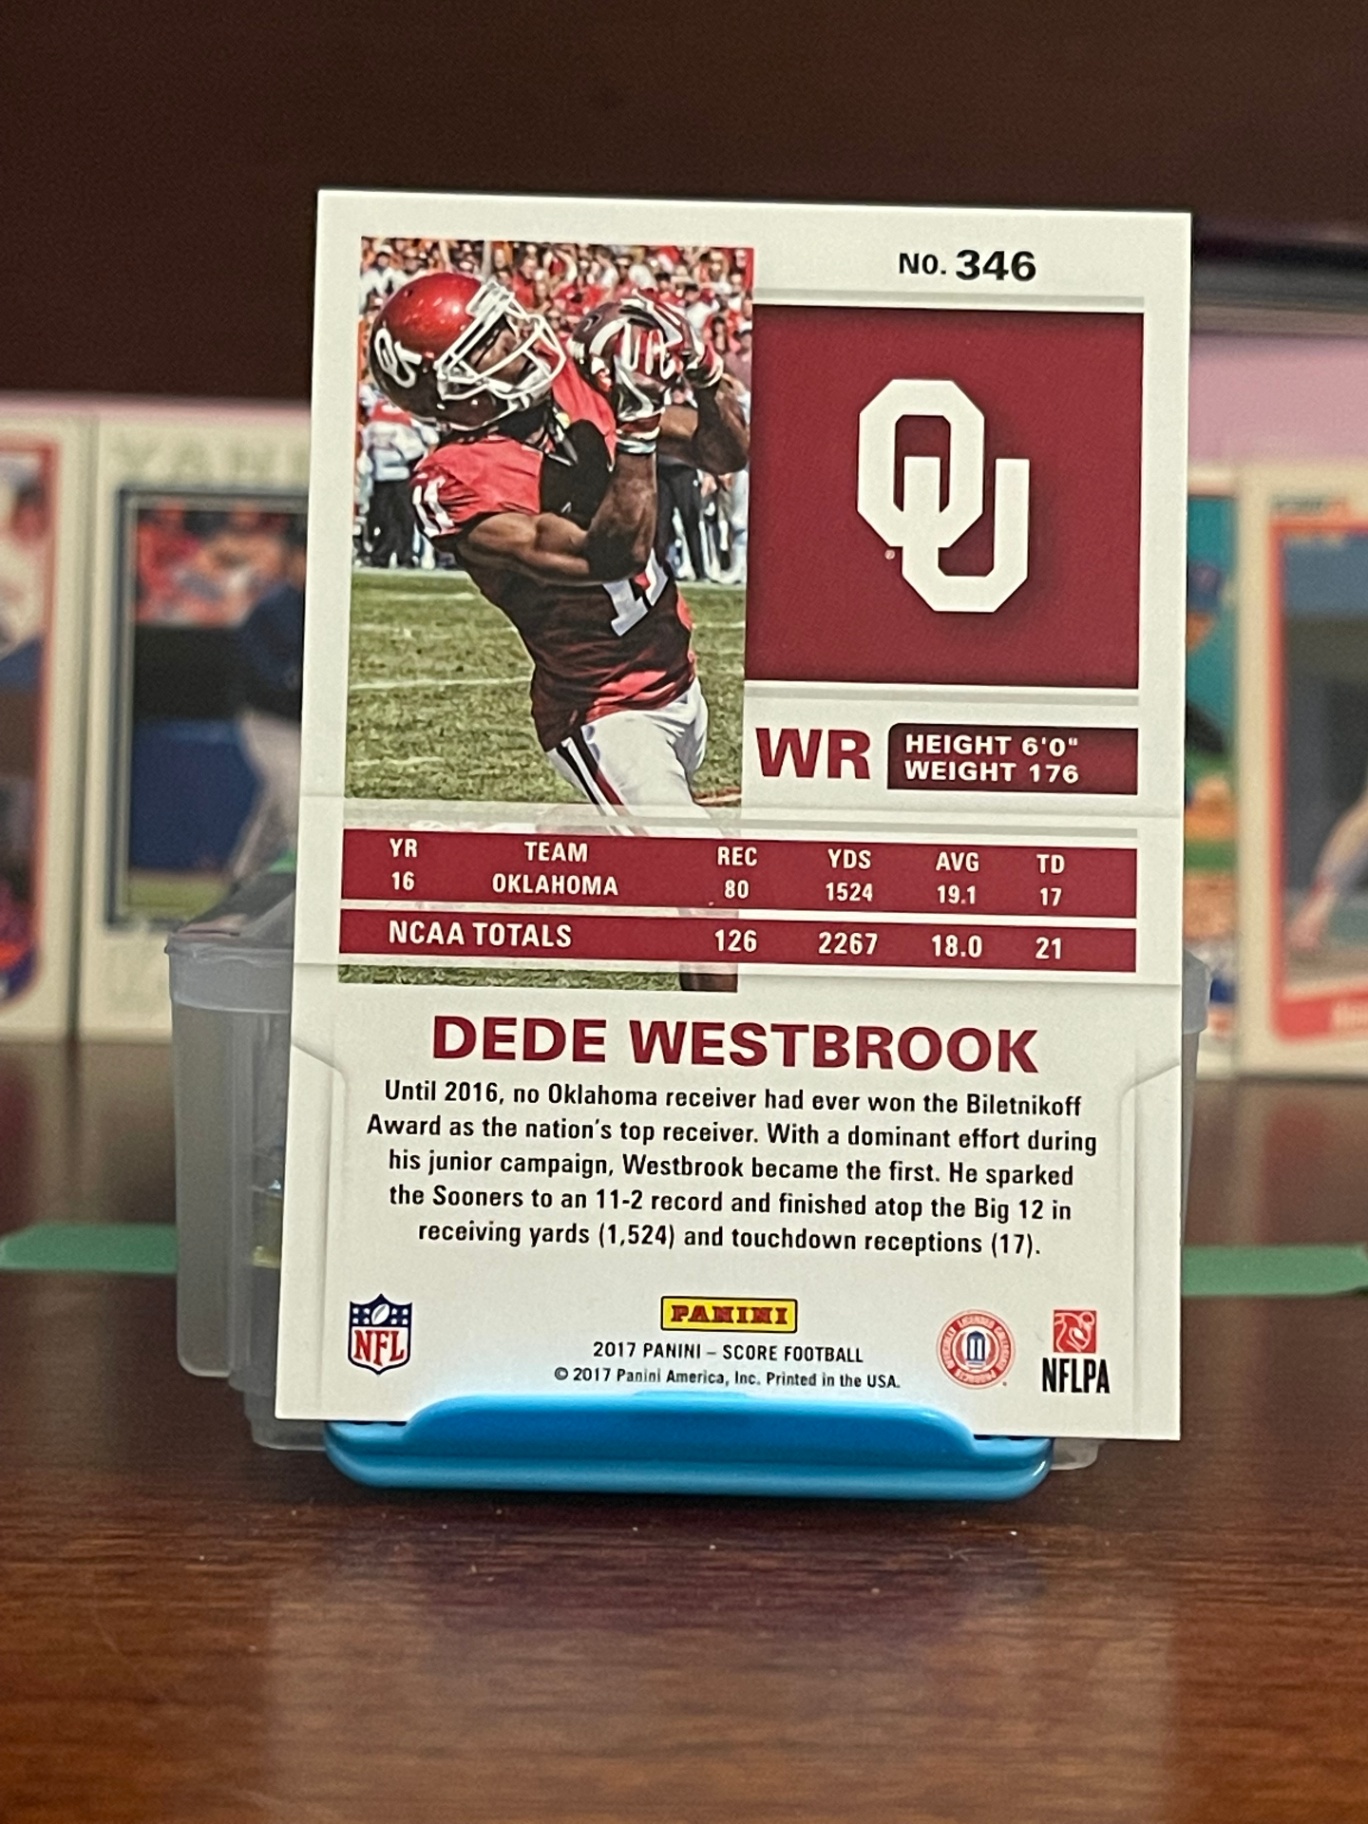 NO. 346
OU
11
WR
HEIGHT 6'0"
WEIGHT 176
YR TEAM REC YDS AVG TD
16 OKLAHOMA 80 1524 19.1 17
NCAA TOTALS 126 2267 18.0 21
DEDE WESTBROOK
Until 2016, no Oklahoma receiver had ever won the Biletnikoff
Award as the nation's top receiver. With a dominant effort during
his junior campaign, Westbrook became the first. He sparked
the Sooners to an 11-2 record and finished atop the Big 12 in
receiving yards (1,524) and touchdown receptions (17).
NFL
PANINI
2017 PANINI – SCORE FOOTBALL
© 2017 Panini America, Inc. Printed in the USA.
NFLPA